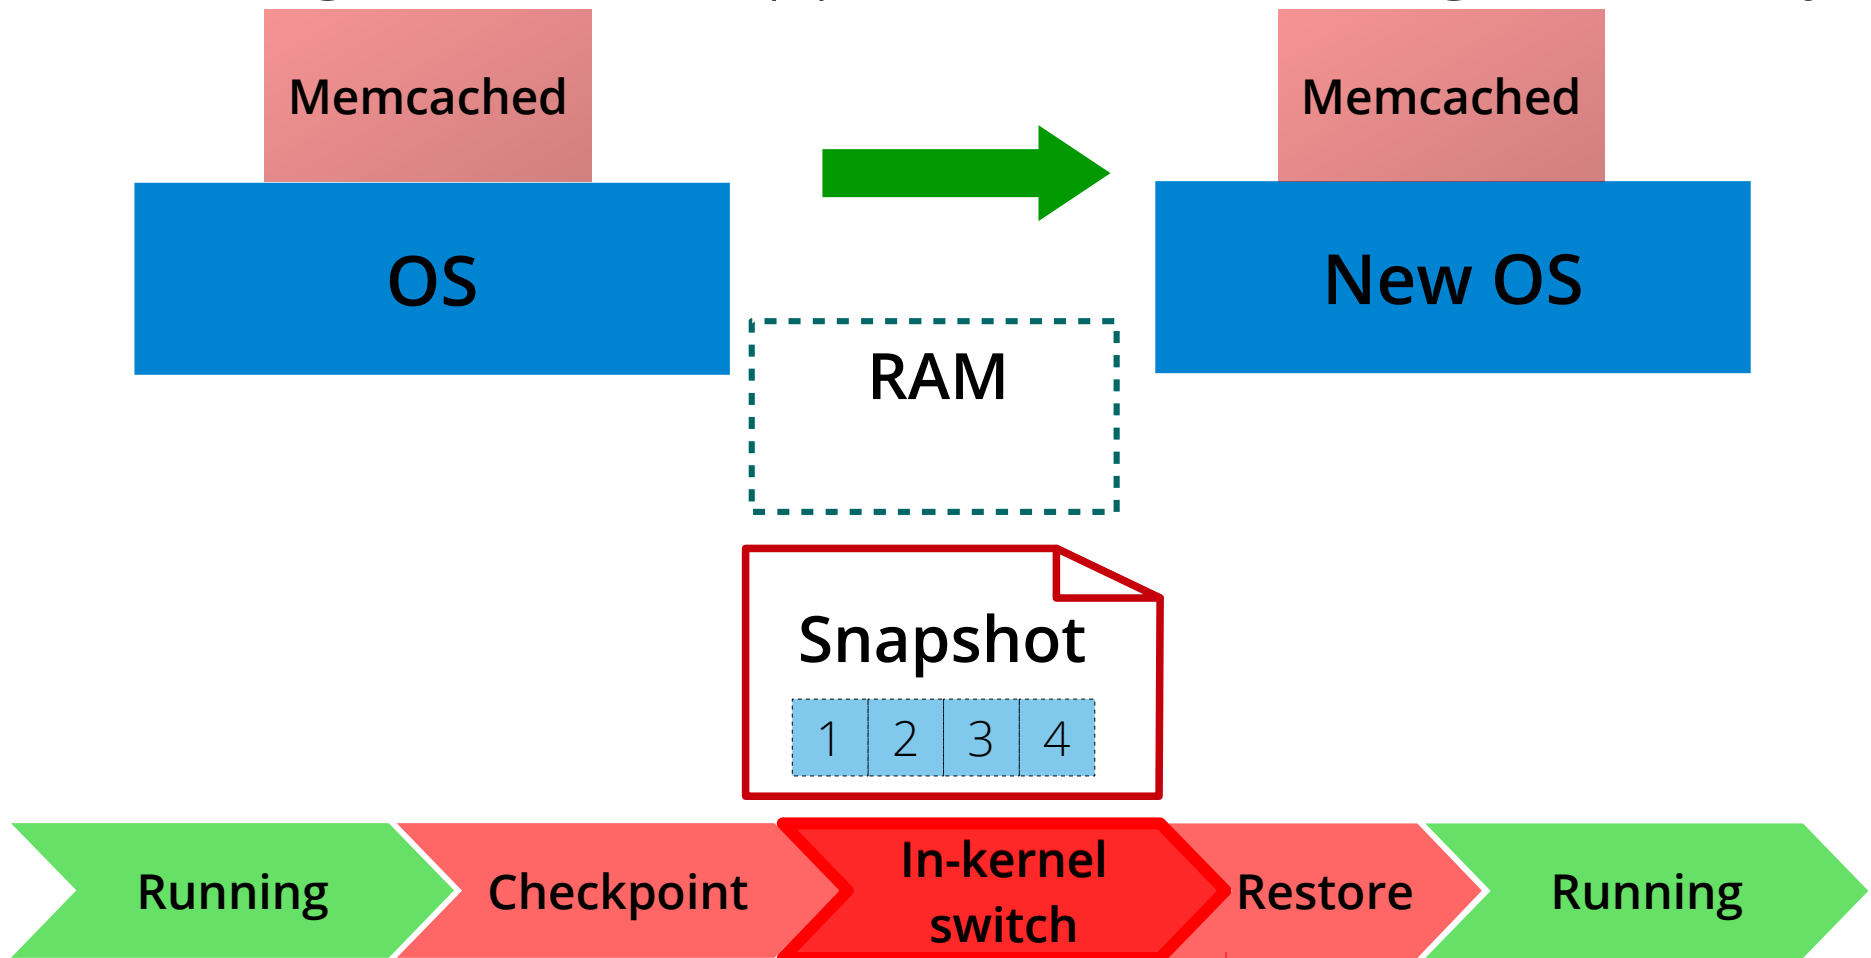 Memcached
Memcached
OS
New OS
RAM
Snapshot
1 2 3 4
Running
Checkpoint
In-kernel
switch
Restore
Running